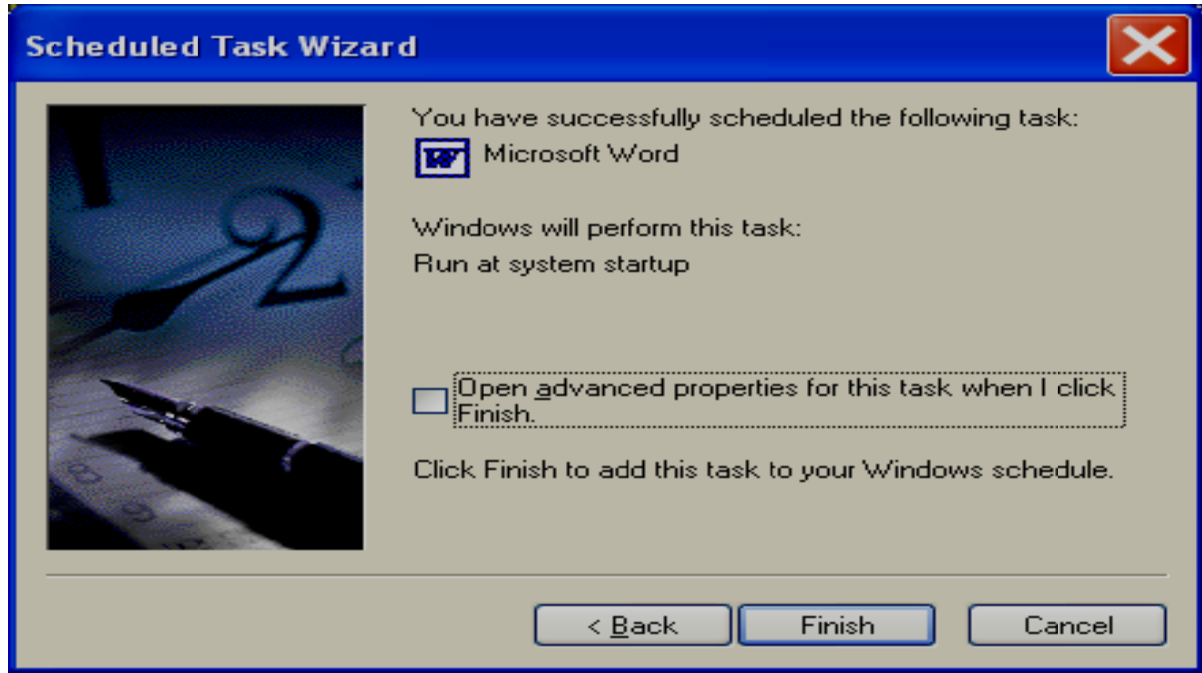 Scheduled Task Wizard
You have successfully scheduled the following task:
Microsoft Word
Windows will perform this task:
Run at system startup
Open advanced properties for this task when I click
Finish.
Click Finish to add this task to your Windows schedule.
< Back Finish Cancel